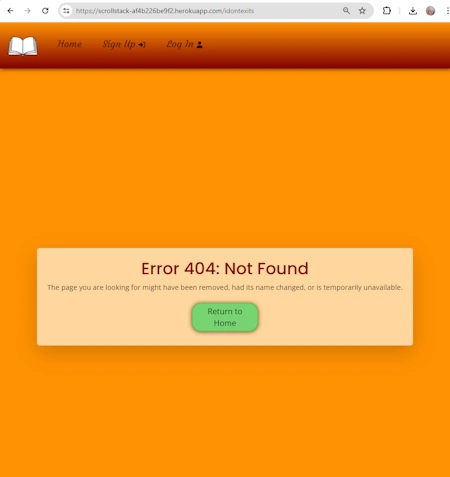 https://scrollstack-af4b226be9f2.herokuapp.com/idontexits
Home Sign Up Log In
Error 404: Not Found
The page you are looking for might have been removed, had its name changed, or is temporarily unavailable.
Return to
Home